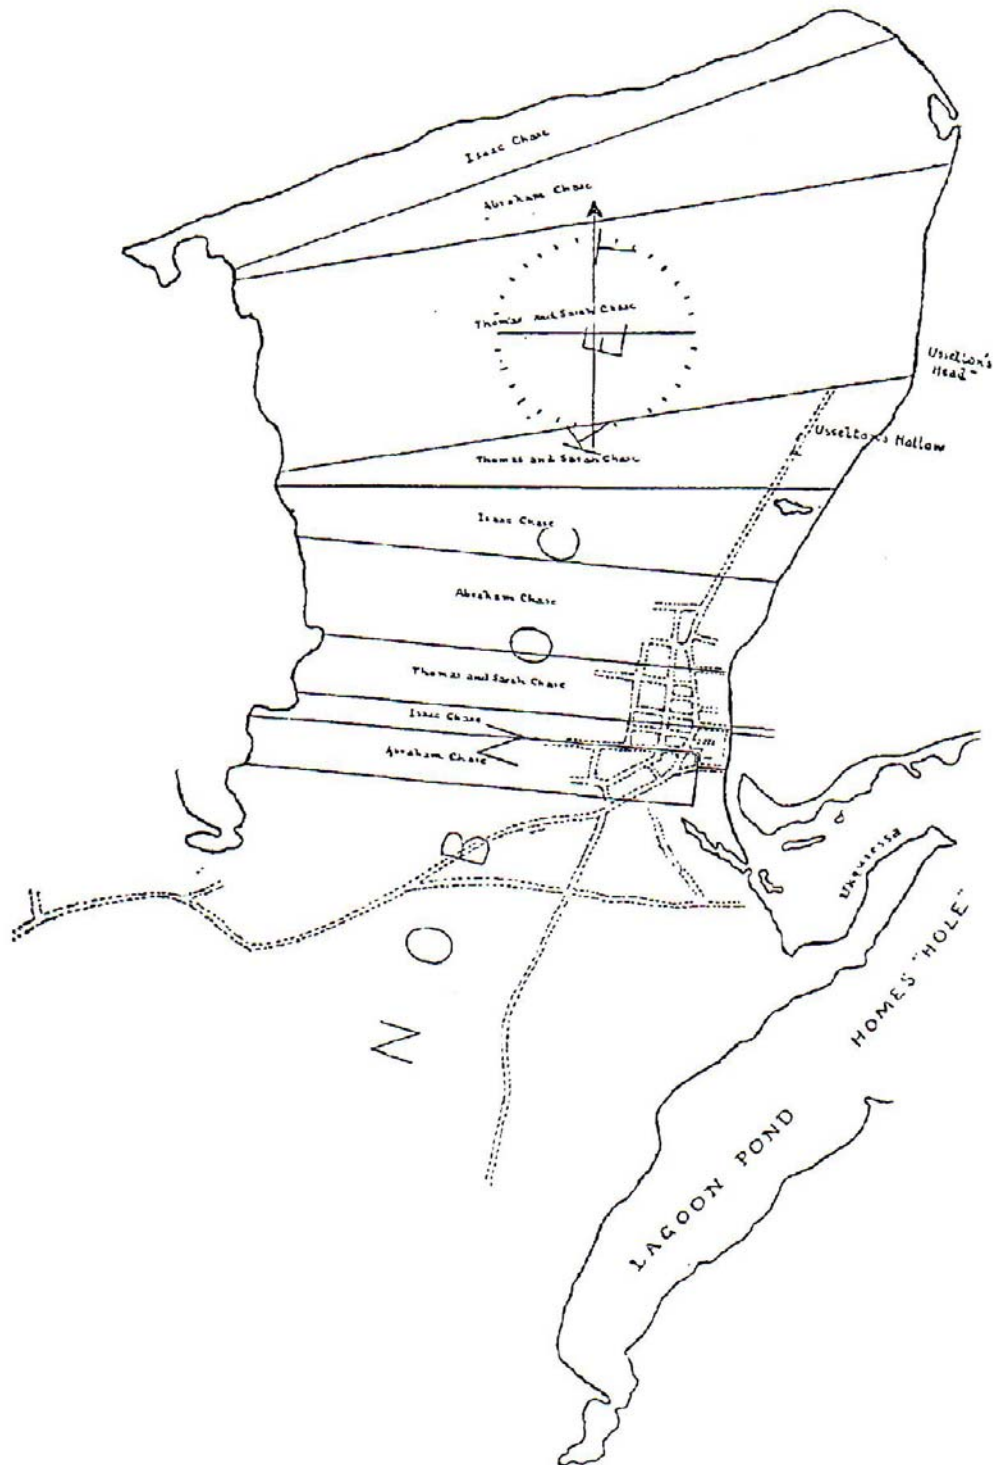 Isaac Chase
Abraham Chase
Thomas and Sarah Chase
Usselton's
Head"
Usselton's Hollow
Thomas and Sarah Chase
Isaac Chase
Abraham Chase
Thomas and Sarah Chase
Isaac Chase
Abraham Chase
HOMES "HOLE"
LAGOON POND